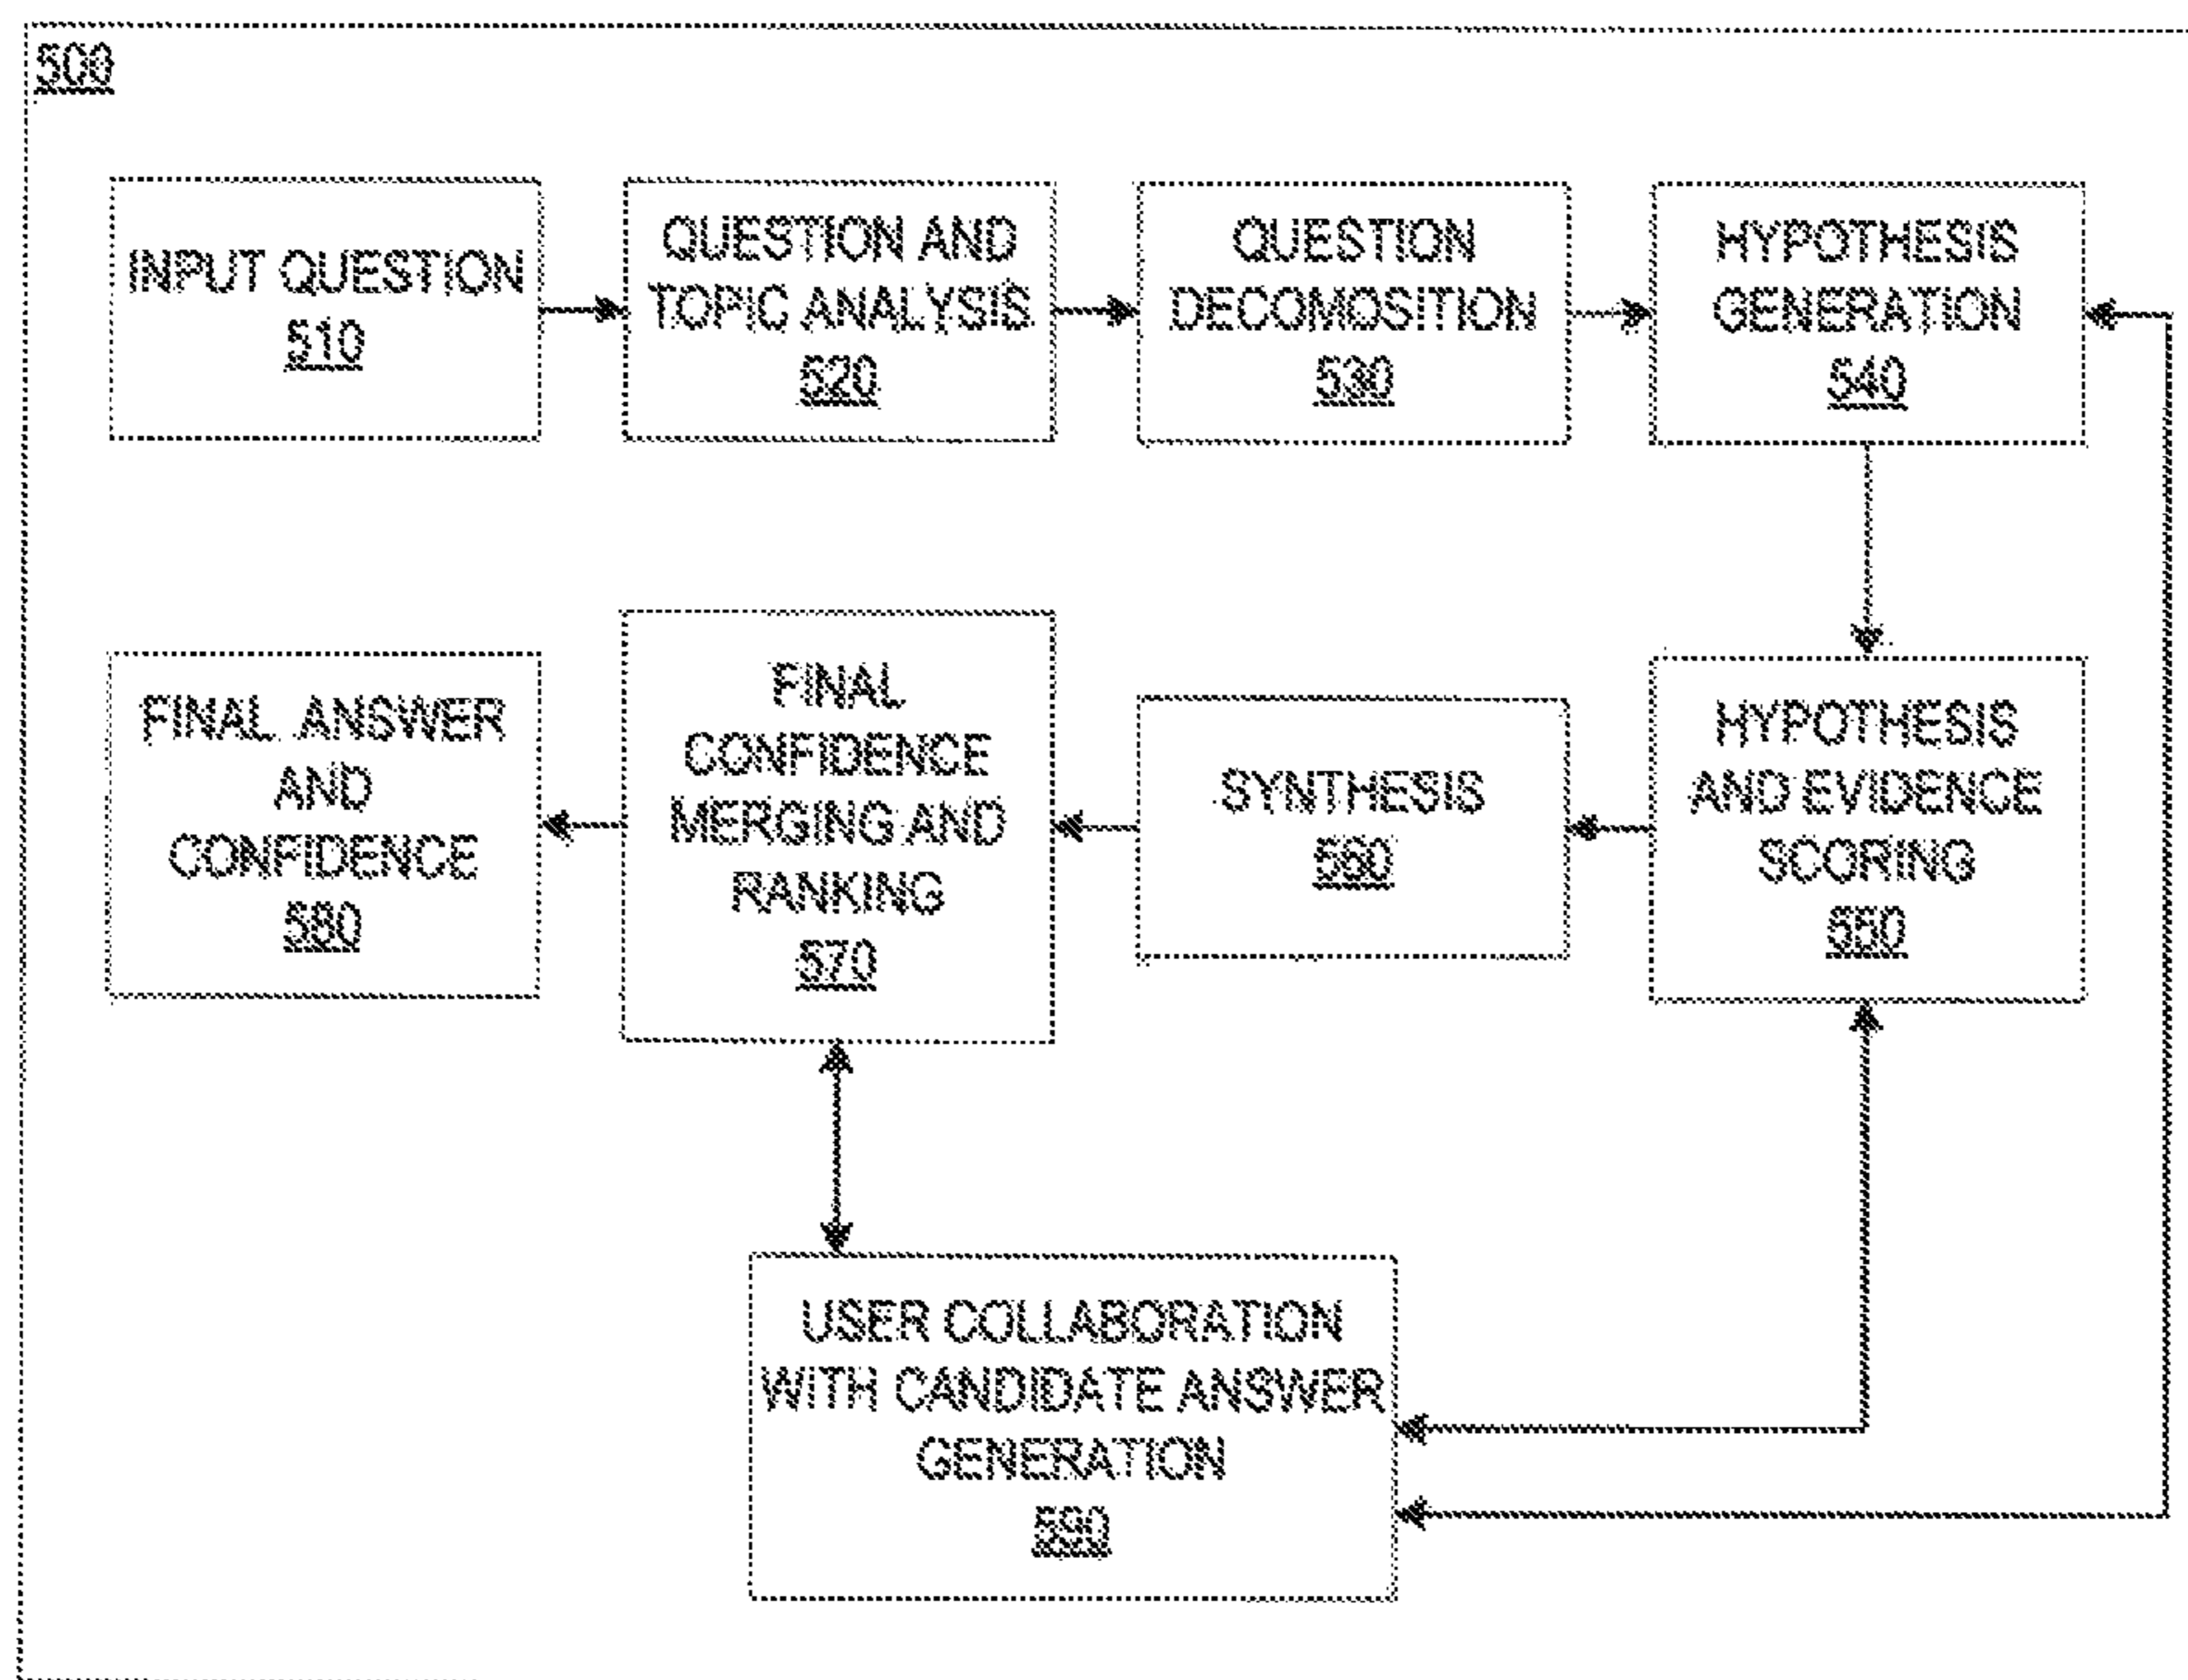 500
INPUT QUESTION
510
QUESTION AND
TOPIC ANALYSIS
520
QUESTION
DECOMOSITION
530
HYPOTHESIS
GENERATION
540
FINAL ANSWER
AND
CONFIDENCE
580
FINAL
CONFIDENCE
MERGING AND
RANKING
570
SYNTHESIS
560
HYPOTHESIS
AND EVIDENCE
SCORING
550
USER COLLABORATION
WITH CANDIDATE ANSWER
GENERATION
590